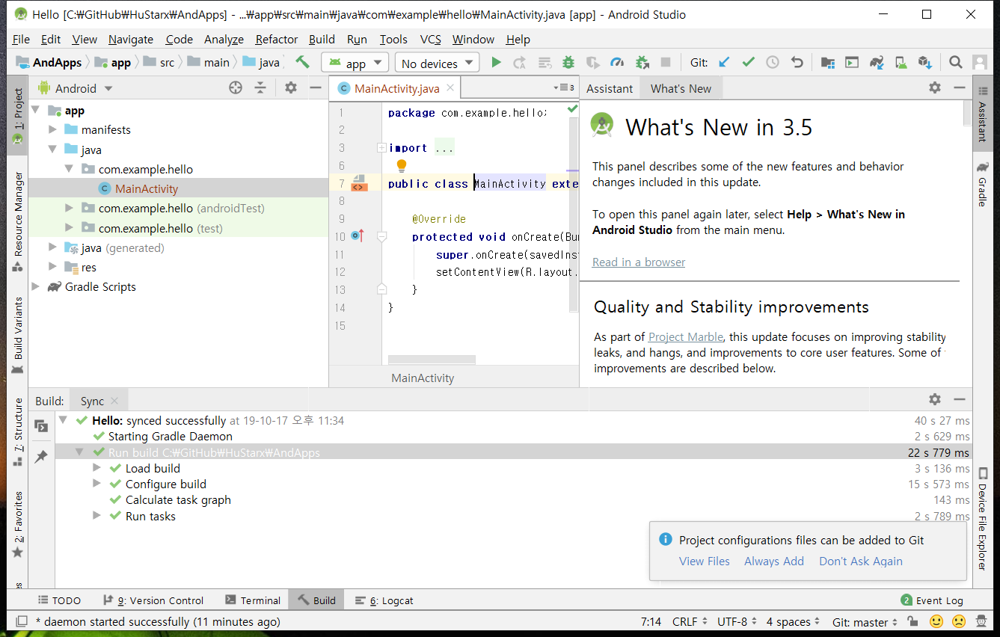 Hello [C:₩GitHub₩HuStarx₩AndApps] - ...₩app₩src₩main₩java₩com₩example₩hello₩MainActivity.java [app] - Android Studio
File Edit View Navigate Code Analyze Refactor Build Run Tools VCS Window Help
AndApps app src main java app No devices Git:
1: Project
Resource Manager
Build Variants
7: Structure
2: Favorites
Android
app
manifests
java
com.example.hello
MainActivity
com.example.hello (androidTest)
com.example.hello (test)
java (generated)
res
Gradle Scripts
MainActivity.java
3
1 package com.example.hello;
2
3 import ...
6
7 public class MainActivity exte
8
9 @Override
10 protected void onCreate(Bun
11 super.onCreate(savedInst
12 setContentView(R.layout.
13 }
14 }
15
MainActivity
Assistant What's New
What's New in 3.5
This panel describes some of the new features and behavior
changes included in this update.
To open this panel again later, select Help > What's New in
Android Studio from the main menu.
Read in a browser
Quality and Stability improvements
As part of Project Marble, this update focuses on improving stability
leaks, and hangs, and improvements to core user features. Some of
improvements are described below.
Assistant
Gradle
Device File Explorer
Build: Sync
Hello: synced successfully at 19-10-17 오후 11:34 40 s 27 ms
Starting Gradle Daemon 2 s 629 ms
Run build C:₩GitHub₩HuStarx₩AndApps 22 s 779 ms
Load build 3 s 136 ms
Configure build 15 s 573 ms
Calculate task graph 143 ms
Run tasks 2 s 789 ms
Project configurations files can be added to Git
View Files Always Add Don't Ask Again
TODO 9: Version Control Terminal Build 6: Logcat 2 Event Log
* daemon started successfully (11 minutes ago) 7:14 CRLF UTF-8 4 spaces Git: master